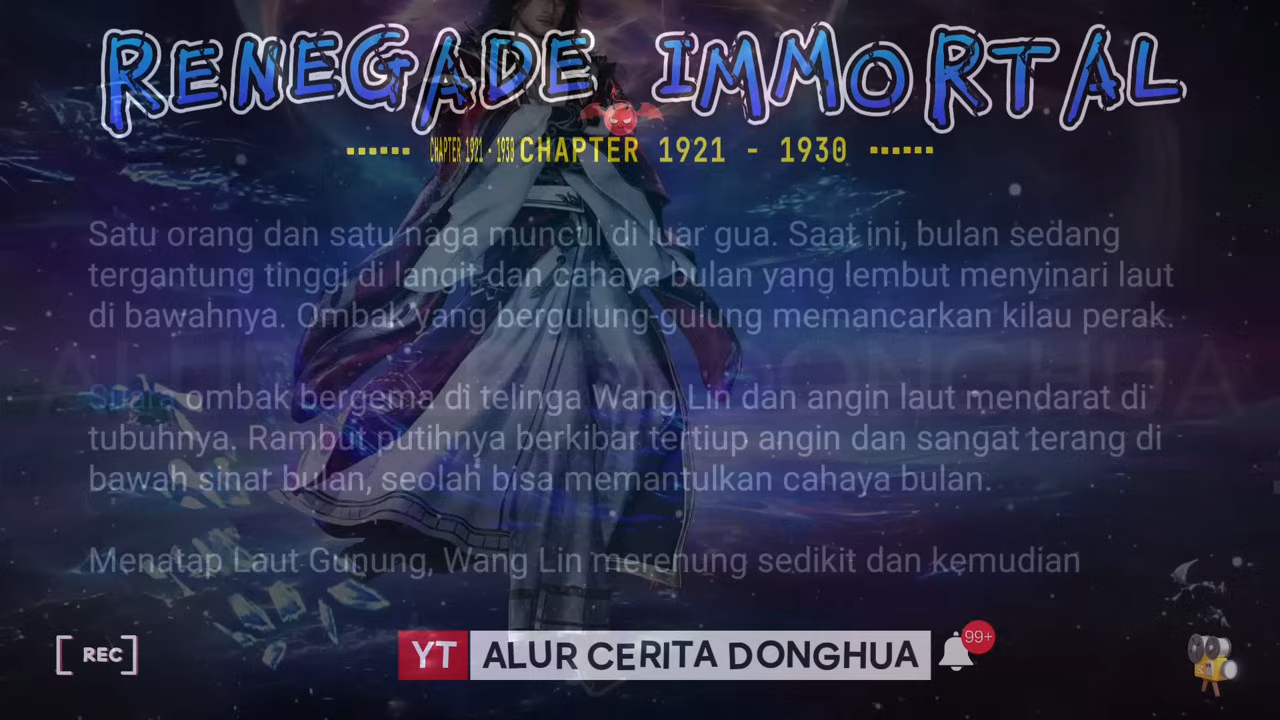 RENEGADE IMMORTAL
CHAPTER 1921 - 1930 CHAPTER 1921 - 1930
Satu orang dan satu naga muncul di luar gua. Saat ini, bulan sedang
tergantung tinggi di langit dan cahaya bulan yang lembut menyinari laut
di bawahnya. Ombak yang bergulung-gulung memancarkan kilau perak.
Suara ombak bergema di telinga Wang Lin dan angin laut mendarat di
tubuhnya. Rambut putihnya berkibar tertiup angin dan sangat terang di
bawah sinar bulan, seolah bisa memantulkan cahaya bulan.
Menatap Laut Gunung, Wang Lin merenung sedikit dan kemudian
REC
YT ALUR CERITA DONGHUA
99+